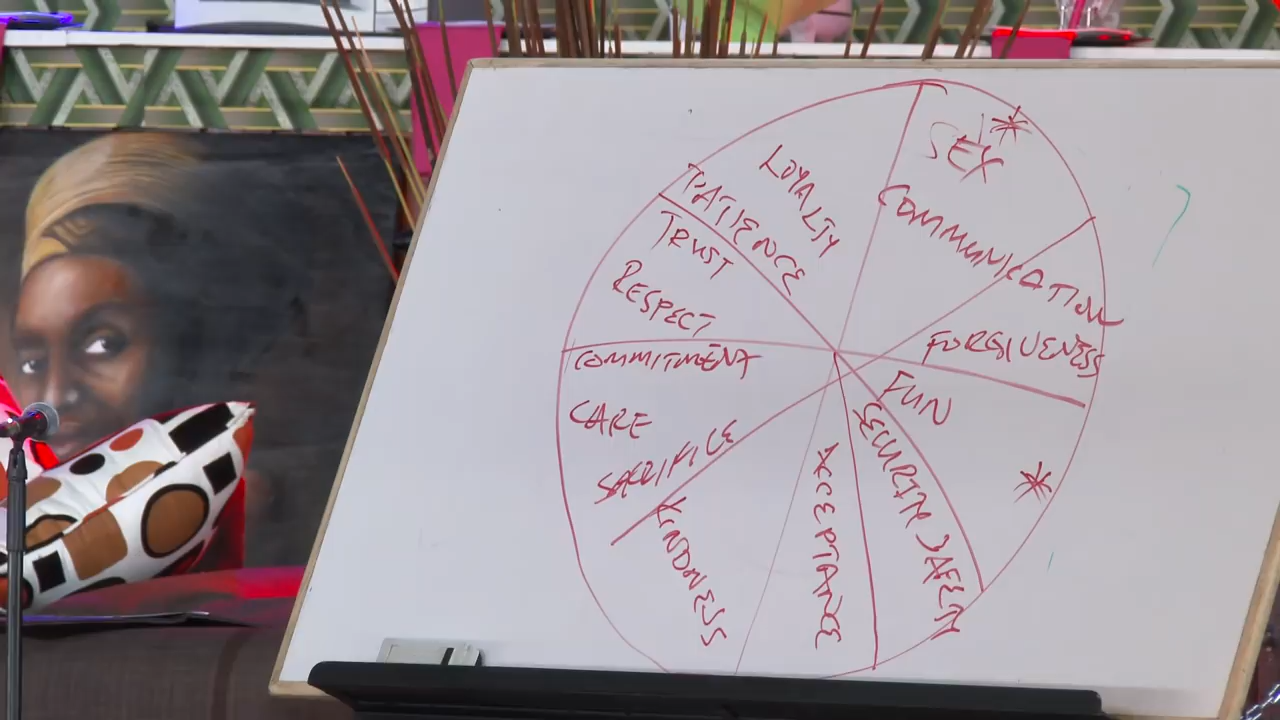 SEX
COMMUNICATION
FORGIVENESS
FUN
SECURITY SAFETY
ACCEPTANCE
KINDNESS
SACRIFICE
CARE
COMMITMENT
RESPECT
TRUST
PATIENCE
LOYALTY
?